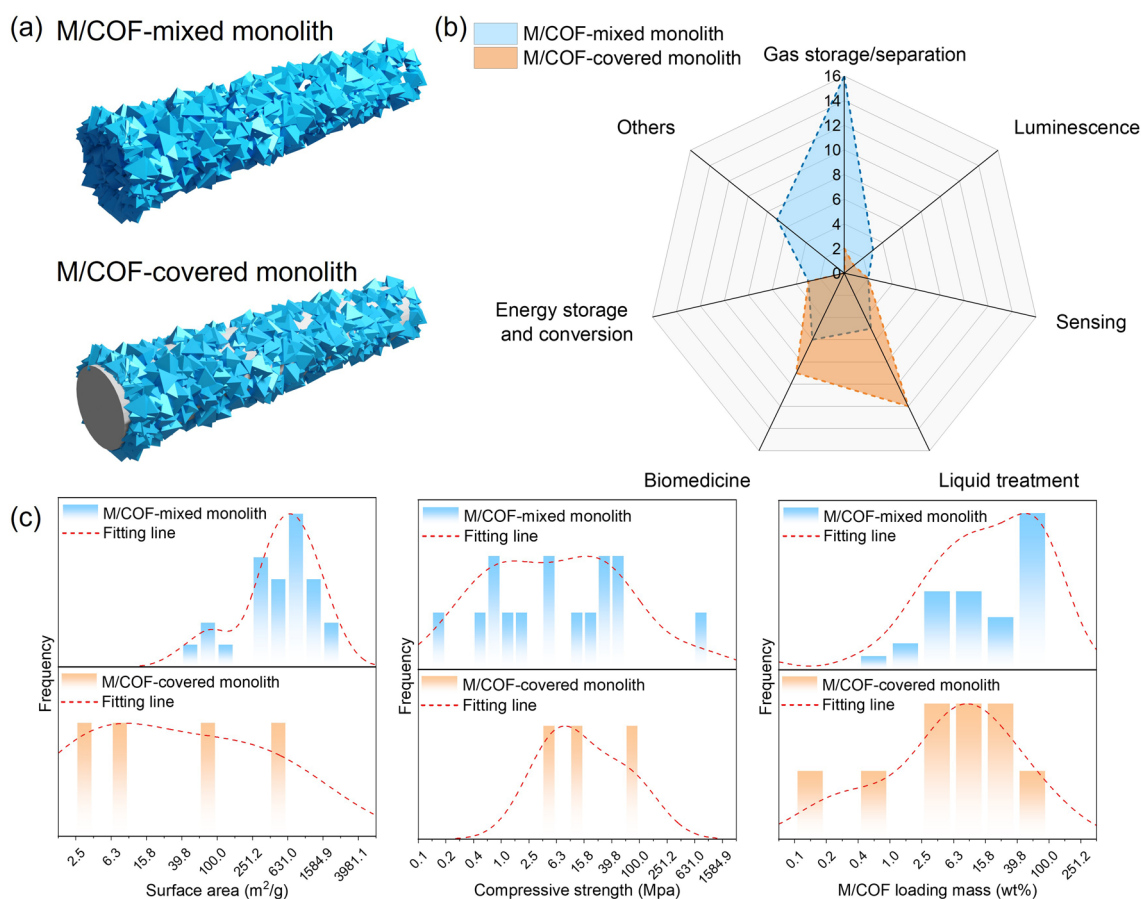 (a)
M/COF-mixed monolith
M/COF-covered monolith
(b)
M/COF-mixed monolith
M/COF-covered monolith
Gas storage/separation
Luminescence
Sensing
Liquid treatment
Biomedicine
Energy storage
and conversion
Others
16
14
12
10
8
6
4
2
0
(c)
Frequency
M/COF-mixed monolith
Fitting line
M/COF-covered monolith
Fitting line
2.5 6.3 15.8 39.8 100.0 251.2 631.0 1584.9 3981.1
Surface area (m²/g)
Frequency
M/COF-mixed monolith
Fitting line
M/COF-covered monolith
Fitting line
0.1 0.2 0.4 1.0 2.5 6.3 15.8 39.8 100.0 251.2 631.0 1584.9
Compressive strength (Mpa)
Frequency
M/COF-mixed monolith
Fitting line
M/COF-covered monolith
Fitting line
0.1 0.2 0.4 1.0 2.5 6.3 15.8 39.8 100.0 251.2
M/COF loading mass (wt%)